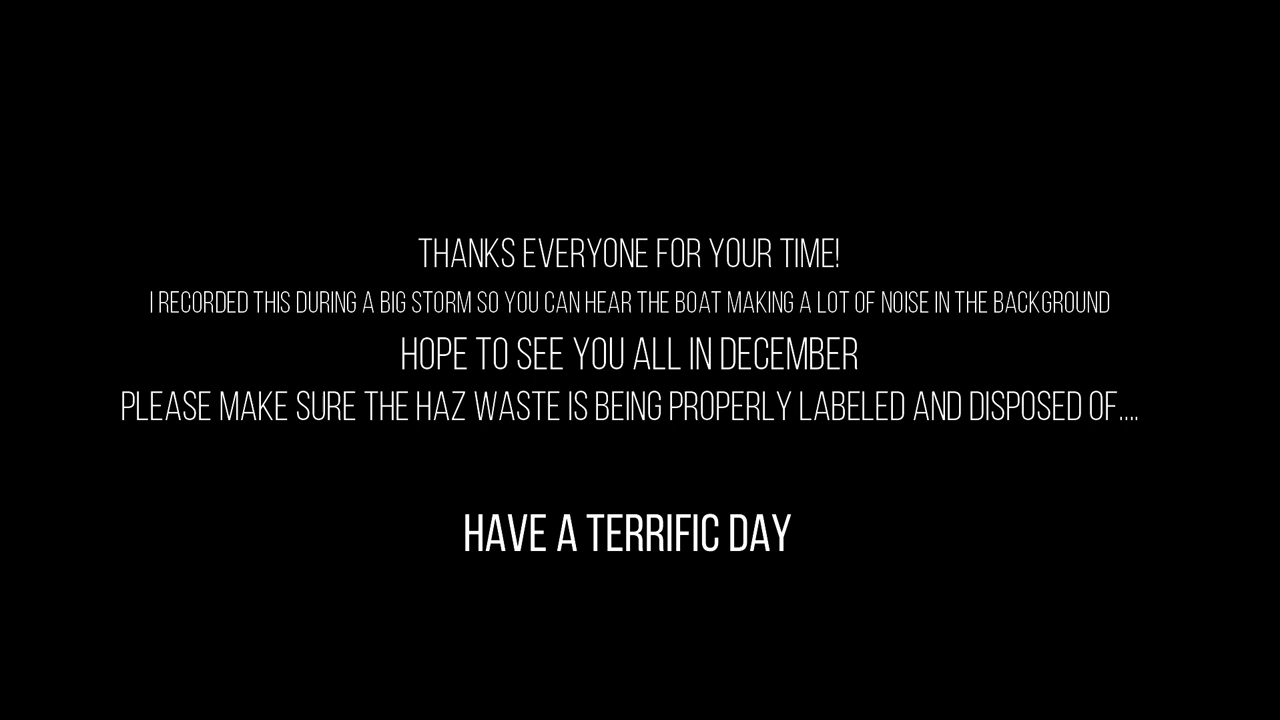 THANKS EVERYONE FOR YOUR TIME!
I RECORDED THIS DURING A BIG STORM SO YOU CAN HEAR THE BOAT MAKING A LOT OF NOISE IN THE BACKGROUND
HOPE TO SEE YOU ALL IN DECEMBER
PLEASE MAKE SURE THE HAZ WASTE IS BEING PROPERLY LABELED AND DISPOSED OF....
HAVE A TERRIFIC DAY